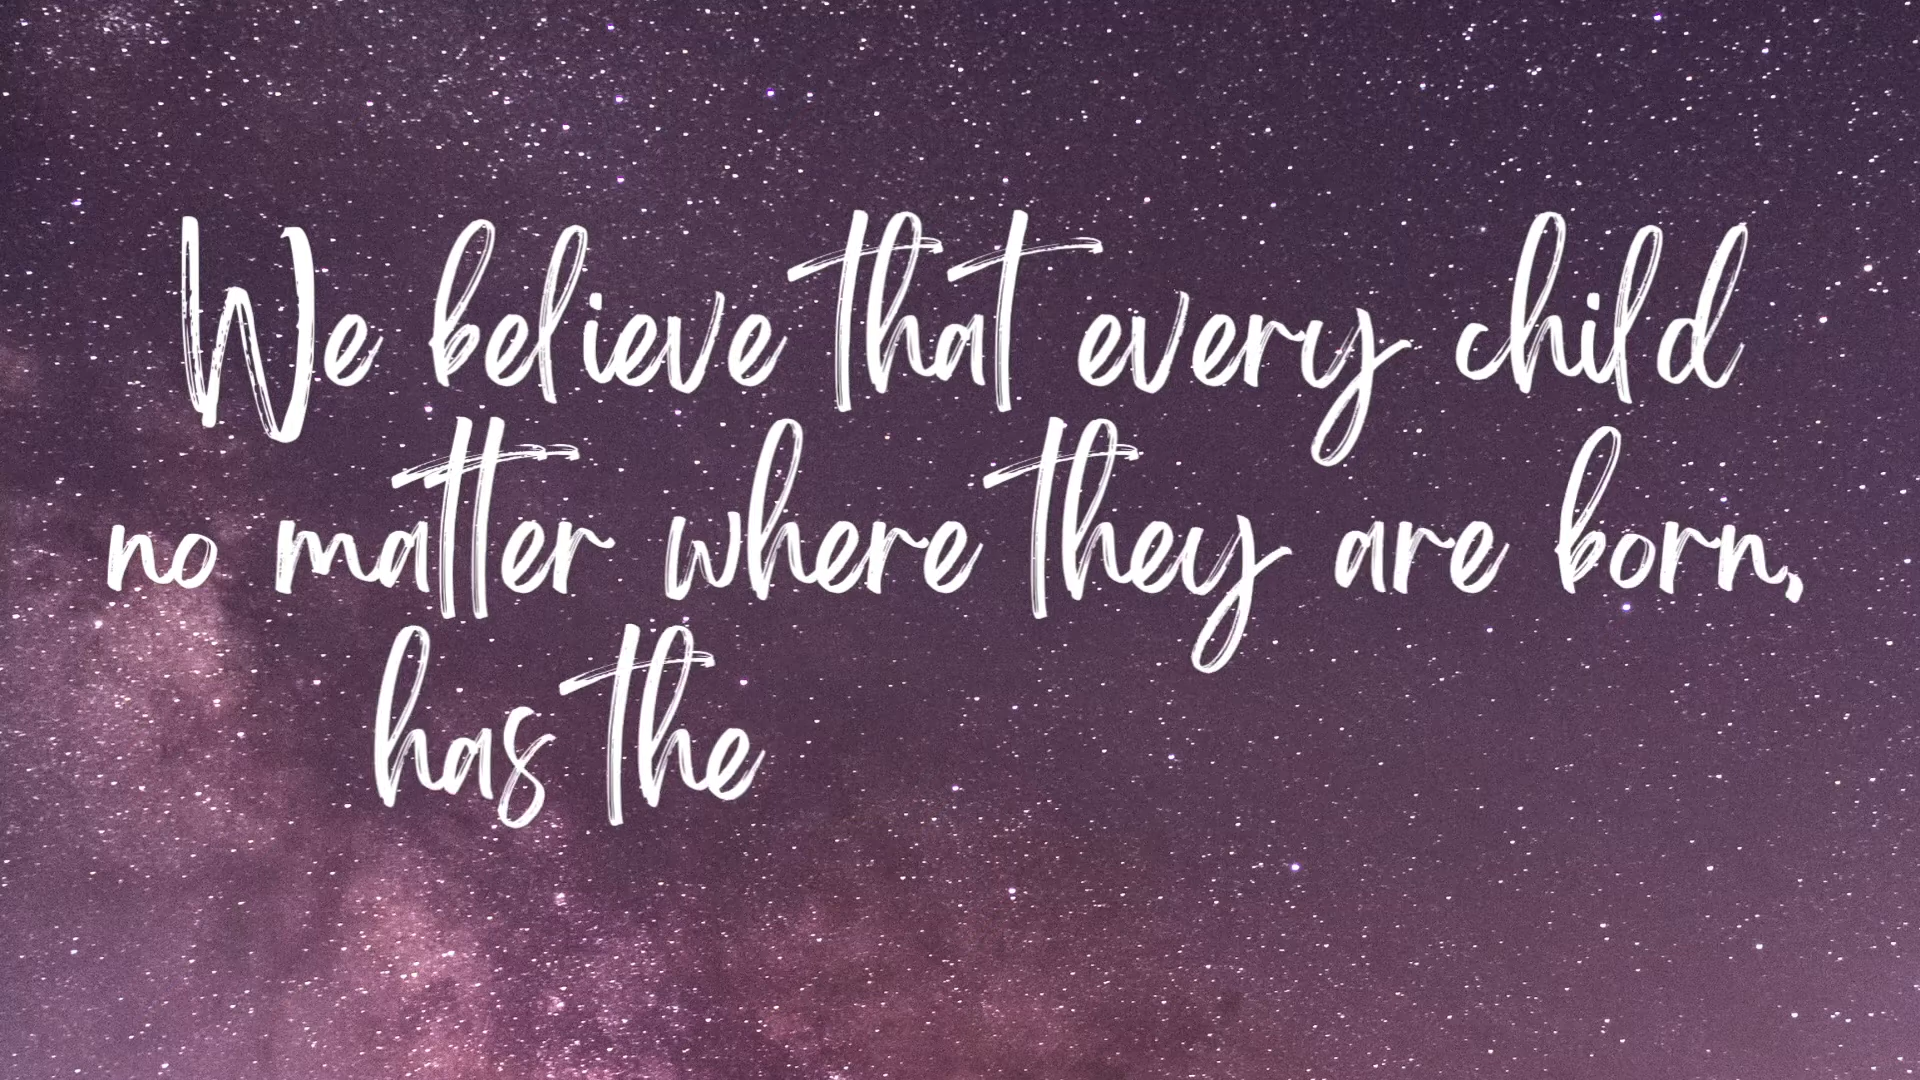 We believe that every child
no matter where they are born,
has the